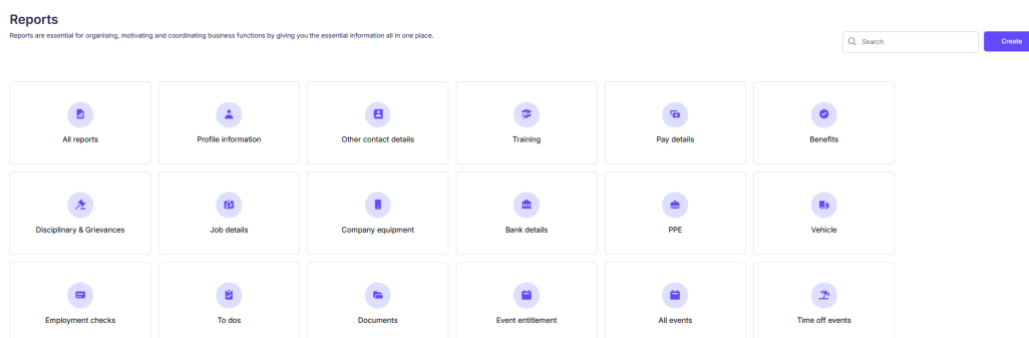 Reports
Reports are essential for organising, motivating and coordinating business functions by giving you the essential information all in one place.
Search
Create
All reports
Profile information
Other contact details
Training
Pay details
Benefits
Disciplinary & Grievances
Job details
Company equipment
Bank details
PPE
Vehicle
Employment checks
To dos
Documents
Event entitlement
All events
Time off events